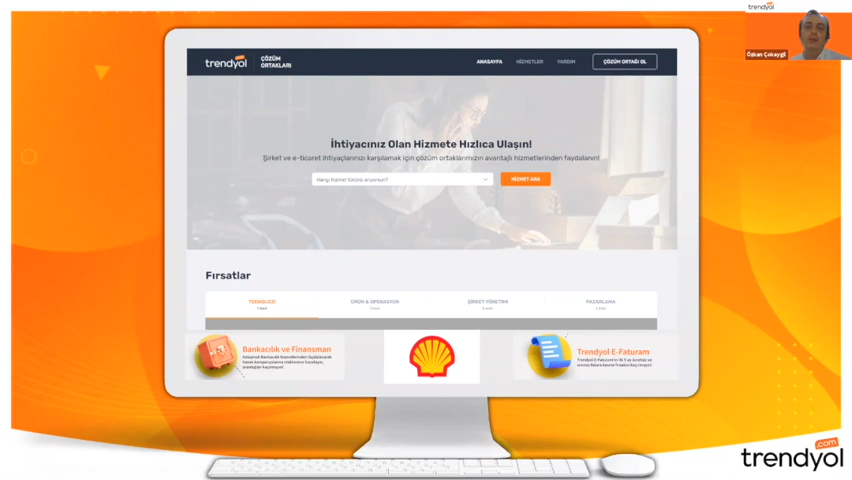 trendyol
Özkan Çokaygil
trendyol
ÇÖZÜM
ORTAKLARI
ANASAYFA
HİZMETLER
YARDIM
ÇÖZÜM ORTAĞI OL
İhtiyacınız Olan Hizmete Hızlıca Ulaşın!
Şirket ve e-ticaret ihtiyaçlarınızı karşılamak için çözüm ortaklarımızın avantajlı hizmetlerinden faydalanın!
Hangi hizmet türünü arıyorsun?
HİZMET ARA
Fırsatlar
TEKNOLOJİ
ÜRÜN & OPERASYON
ŞİRKET YÖNETİMİ
PAZARLAMA
Bankacılık ve Finansman
Trendyol E-Faturam
trendyol
.com